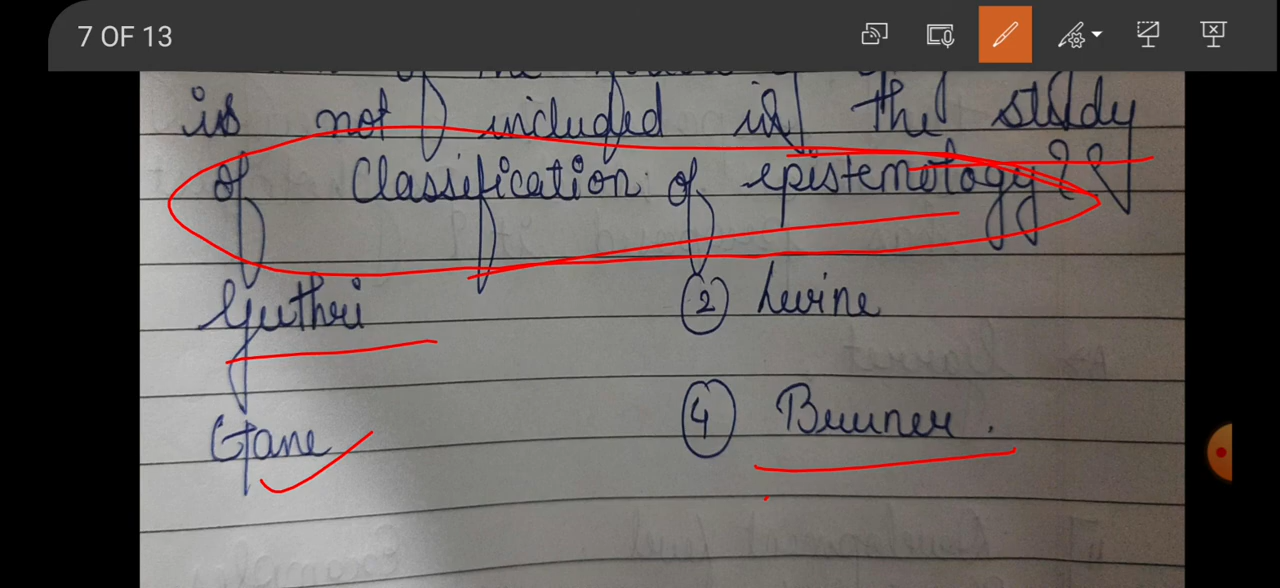 7 OF 13
is not included in the study
of Classification of epistemology?
Guthri
② Levine
Gane
④ Bruner.